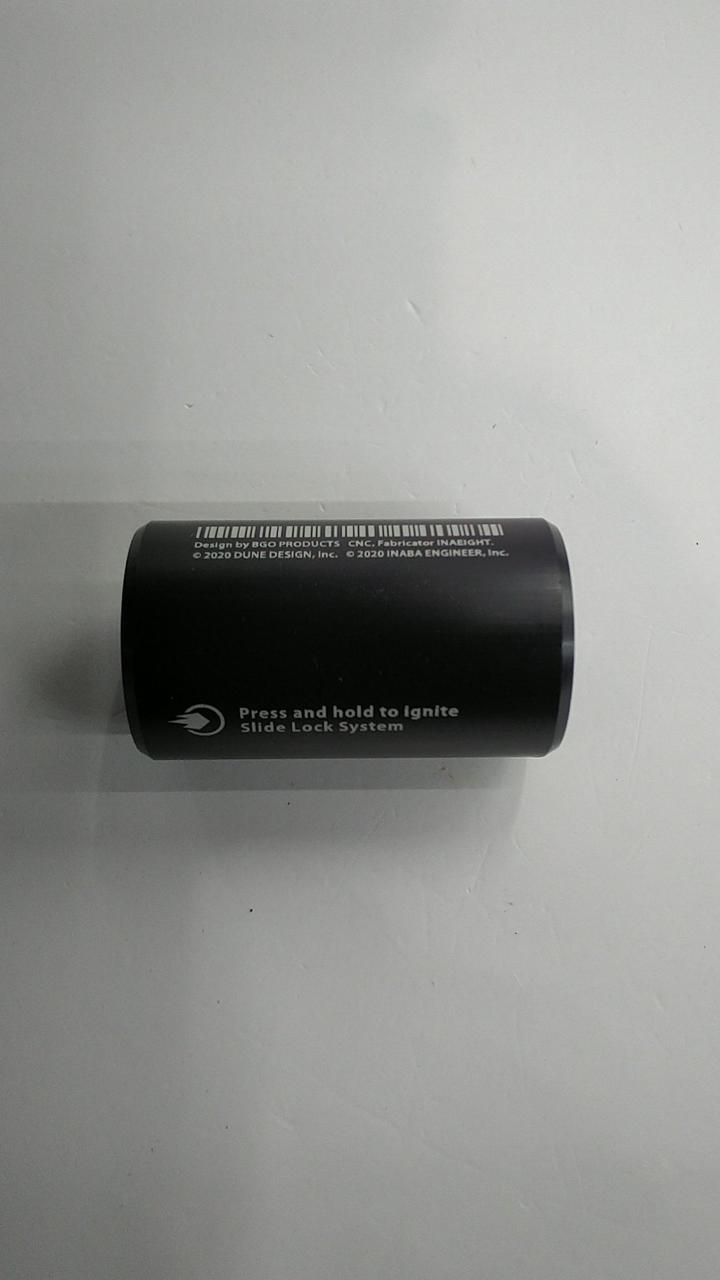 Design by BGO PRODUCTS CNC, Fabricator INAEIGHT.
© 2020 DUNE DESIGN, Inc. © 2020 INABA ENGINEER, Inc.
Press and hold to Ignite
Slide Lock System